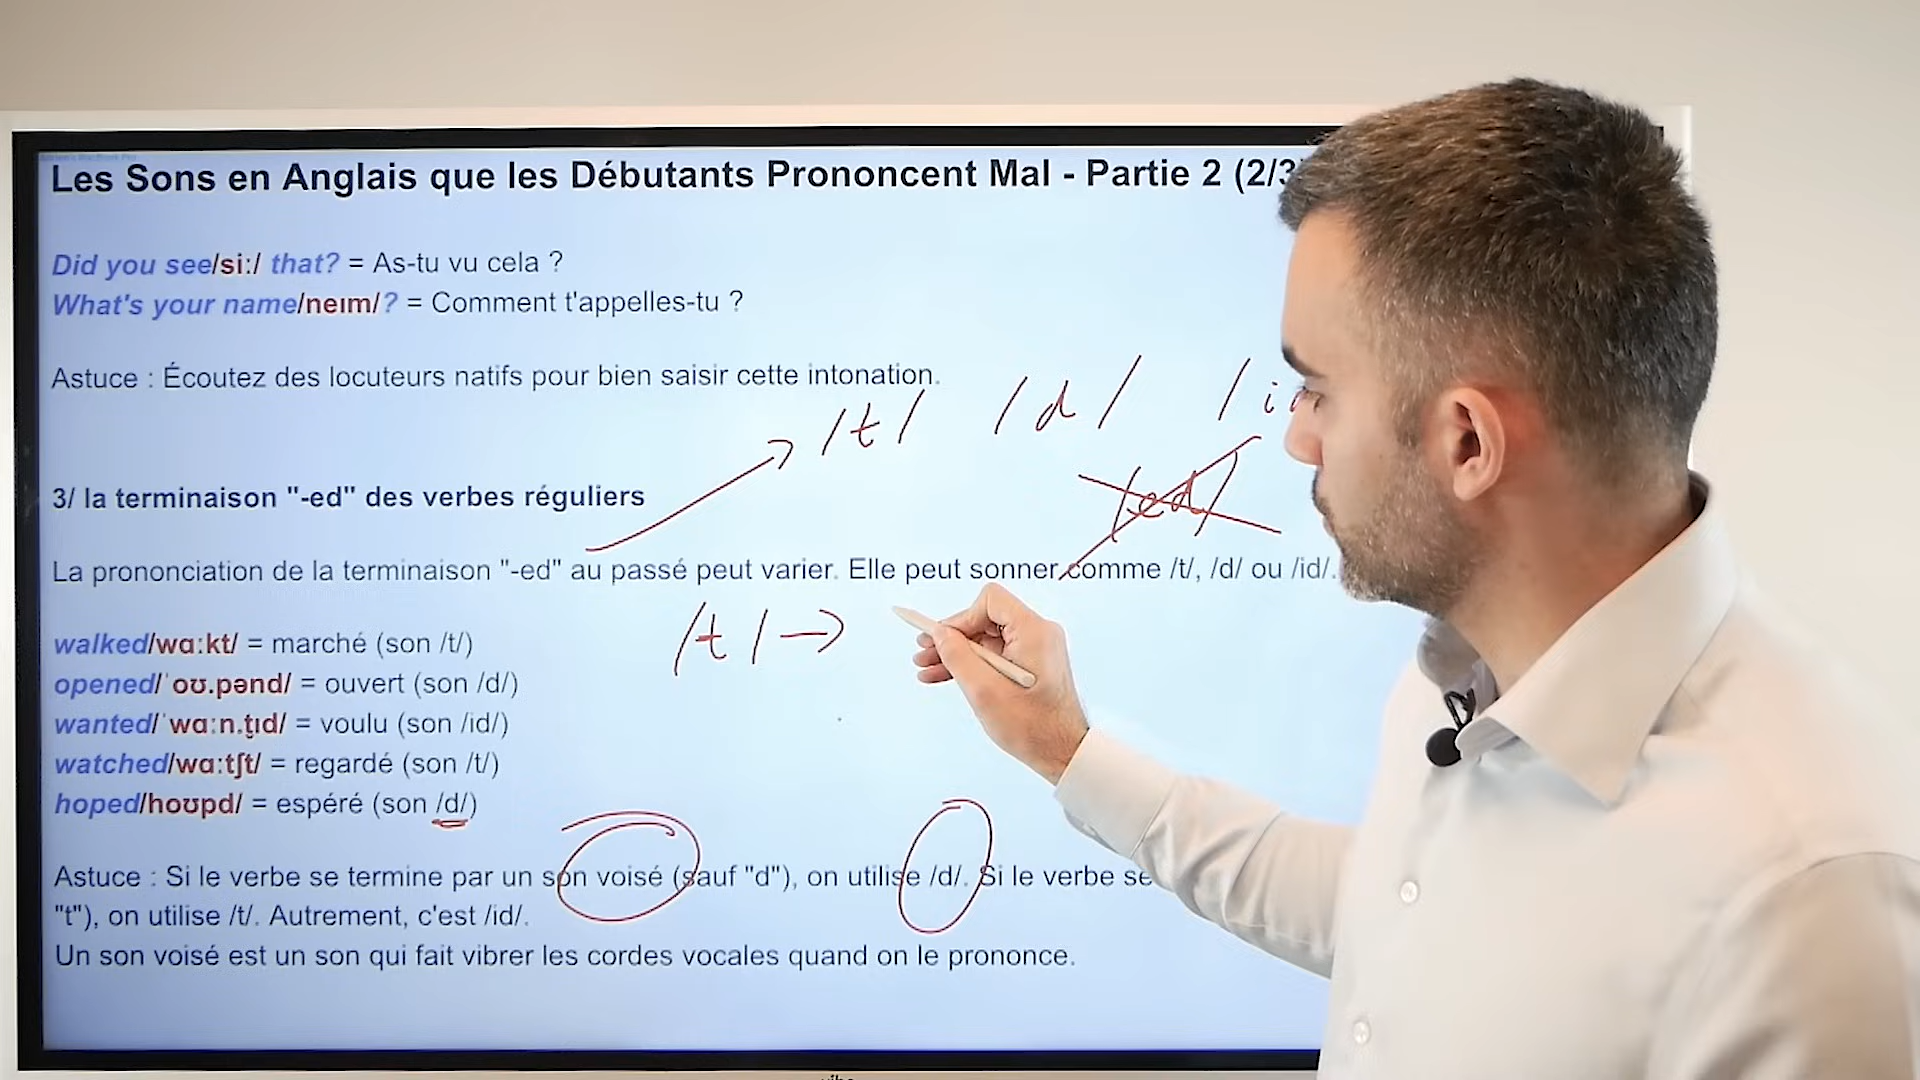 Les Sons en Anglais que les Débutants Prononcent Mal - Partie 2 (2/3
Did you see/si:/ that? = As-tu vu cela ?
What's your name/neɪm/? = Comment t'appelles-tu ?
Astuce : Écoutez des locuteurs natifs pour bien saisir cette intonation.
/t/ /d/ /i
/ed/
3/ la terminaison "-ed" des verbes réguliers
La prononciation de la terminaison "-ed" au passé peut varier. Elle peut sonner comme /t/, /d/ ou /id/.
/t/ →
walked/wɑːkt/ = marché (son /t/)
opened/ˈoʊ.pənd/ = ouvert (son /d/)
wanted/ˈwɑːn.t̬ɪd/ = voulu (son /id/)
watched/wɑːtʃt/ = regardé (son /t/)
hoped/hoʊpd/ = espéré (son /d/)
Astuce : Si le verbe se termine par un son voisé (sauf "d"), on utilise /d/. Si le verbe se
"t"), on utilise /t/. Autrement, c'est /id/.
Un son voisé est un son qui fait vibrer les cordes vocales quand on le prononce.